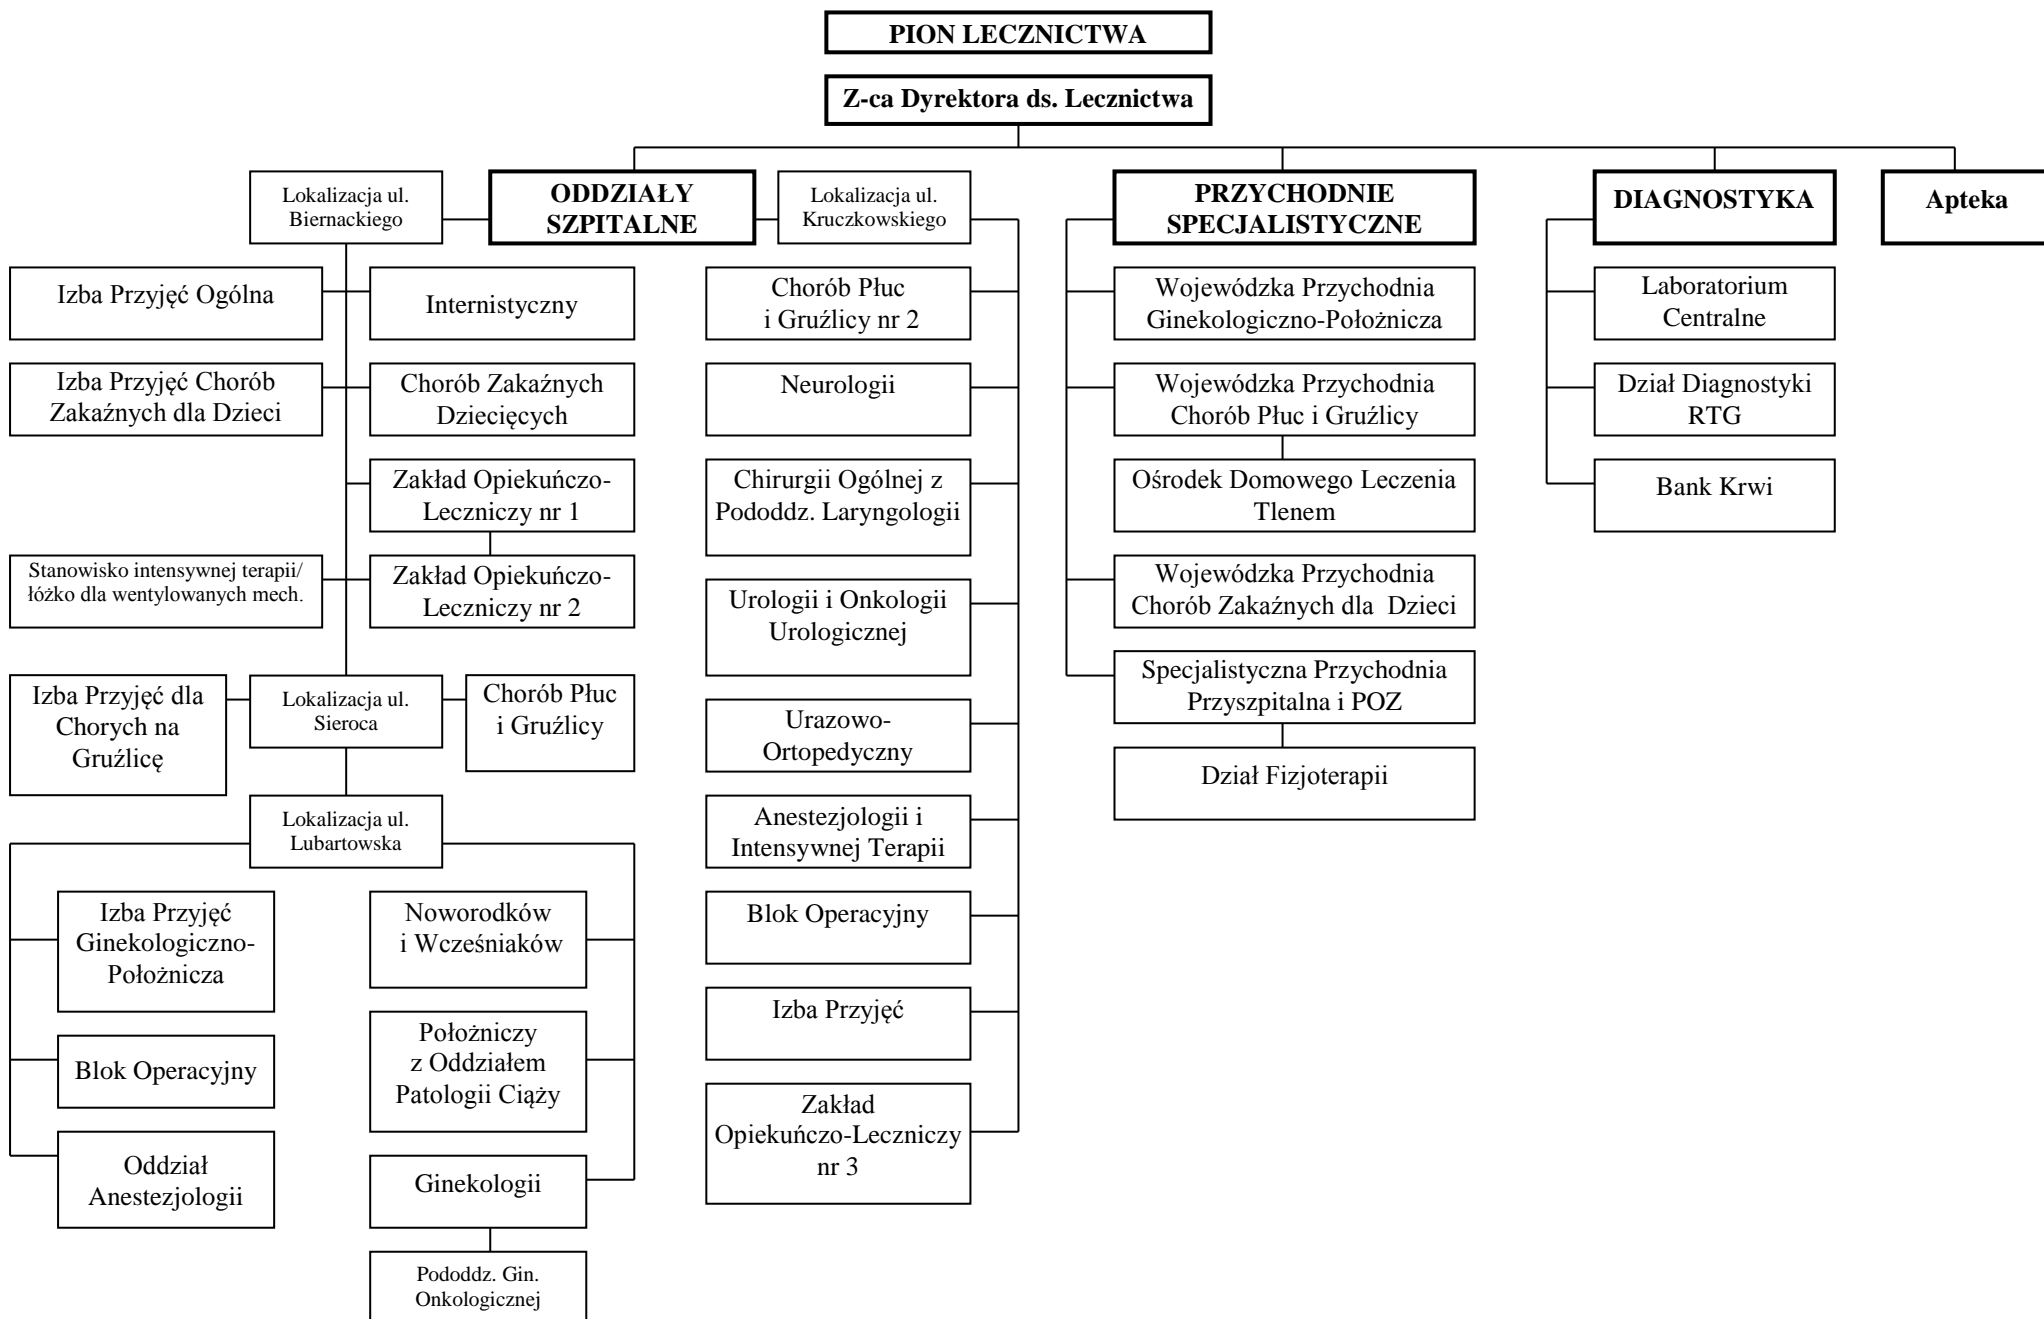 PION LECZNICTWA
Z-ca Dyrektora ds. Lecznictwa
Lokalizacja ul.
Biernackiego
ODDZIAŁY
SZPITALNE
Lokalizacja ul.
Kruczkowskiego
PRZYCHODNIE
SPECJALISTYCZNE
DIAGNOSTYKA
Apteka
Izba Przyjęć Ogólna
Internistyczny
Izba Przyjęć Chorób
Zakaźnych dla Dzieci
Chorób Zakaźnych
Dziecięcych
Zakład Opiekuńczo-
Leczniczy nr 1
Stanowisko intensywnej terapii/
łóżko dla wentylowanych mech.
Zakład Opiekuńczo-
Leczniczy nr 2
Izba Przyjęć dla
Chorych na
Gruźlicę
Lokalizacja ul.
Sieroca
Chorób Płuc
i Gruźlicy
Lokalizacja ul.
Lubartowska
Izba Przyjęć
Ginekologiczno-
Położnicza
Blok Operacyjny
Oddział
Anestezjologii
Noworodków
i Wcześniaków
Położniczy
z Oddziałem
Patologii Ciąży
Ginekologii
Pododdz. Gin.
Onkologicznej
Chorób Płuc
i Gruźlicy nr 2
Neurologii
Chirurgii Ogólnej z
Pododdz. Laryngologii
Urologii i Onkologii
Urologicznej
Urazowo-
Ortopedyczny
Anestezjologii i
Intensywnej Terapii
Blok Operacyjny
Izba Przyjęć
Zakład
Opiekuńczo-Leczniczy
nr 3
Wojewódzka Przychodnia
Ginekologiczno-Położnicza
Wojewódzka Przychodnia
Chorób Płuc i Gruźlicy
Ośrodek Domowego Leczenia
Tlenem
Wojewódzka Przychodnia
Chorób Zakaźnych dla Dzieci
Specjalistyczna Przychodnia
Przyszpitalna i POZ
Dział Fizjoterapii
Laboratorium
Centralne
Dział Diagnostyki
RTG
Bank Krwi